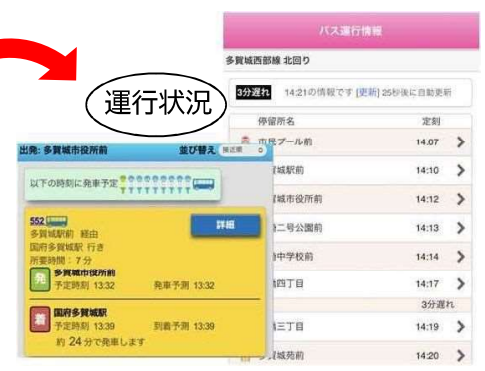 バス運行情報
多賀城西部線 北回り
3分遅れ 14:21の情報です [更新] 25秒後に自動更新
停留所名 定刻
市民プール前 14:07
城駅前 14:10
城市役所前 14:12
二号公園前 14:13
中学校前 14:14
四丁目 14:17
3分遅れ
三丁目 14:19
城苑前 14:20
運行状況
出発: 多賀城市役所前 並び替え 接近順
以下の時刻に発車予定
552
多賀城駅前 経由
国府多賀城駅 行き
所要時間:7分
詳細
発 多賀城市役所前
予定時刻 13:32 発車予測 13:32
着 国府多賀城駅
予定時刻 13:39 到着予測 13:39
約 24 分で発車します